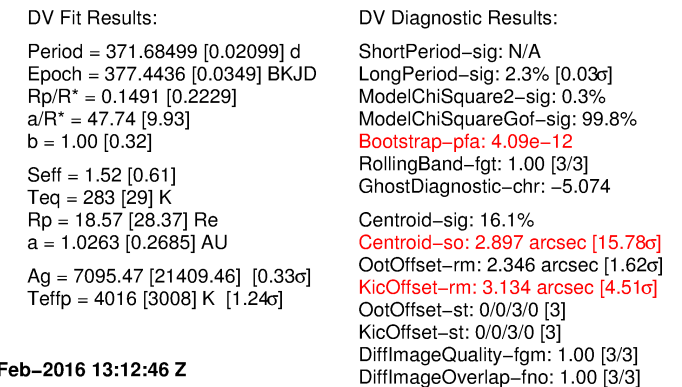 DV Fit Results:
Period = 371.68499 [0.02099] d
Epoch = 377.4436 [0.0349] BKJD
Rp/R* = 0.1491 [0.2229]
a/R* = 47.74 [9.93]
b = 1.00 [0.32]
Seff = 1.52 [0.61]
Teq = 283 [29] K
Rp = 18.57 [28.37] Re
a = 1.0263 [0.2685] AU
Ag = 7095.47 [21409.46] [0.33σ]
Teffp = 4016 [3008] K [1.24σ]
Feb−2016 13:12:46 Z
DV Diagnostic Results:
ShortPeriod−sig: N/A
LongPeriod−sig: 2.3% [0.03σ]
ModelChiSquare2−sig: 0.3%
ModelChiSquareGof−sig: 99.8%
Bootstrap−pfa: 4.09e−12
RollingBand−fgt: 1.00 [3/3]
GhostDiagnostic−chr: −5.074
Centroid−sig: 16.1%
Centroid−so: 2.897 arcsec [15.78σ]
OotOffset−rm: 2.346 arcsec [1.62σ]
KicOffset−rm: 3.134 arcsec [4.51σ]
OotOffset−st: 0/0/3/0 [3]
KicOffset−st: 0/0/3/0 [3]
DiffImageQuality−fgm: 1.00 [3/3]
DiffImageOverlap−fno: 1.00 [3/3]